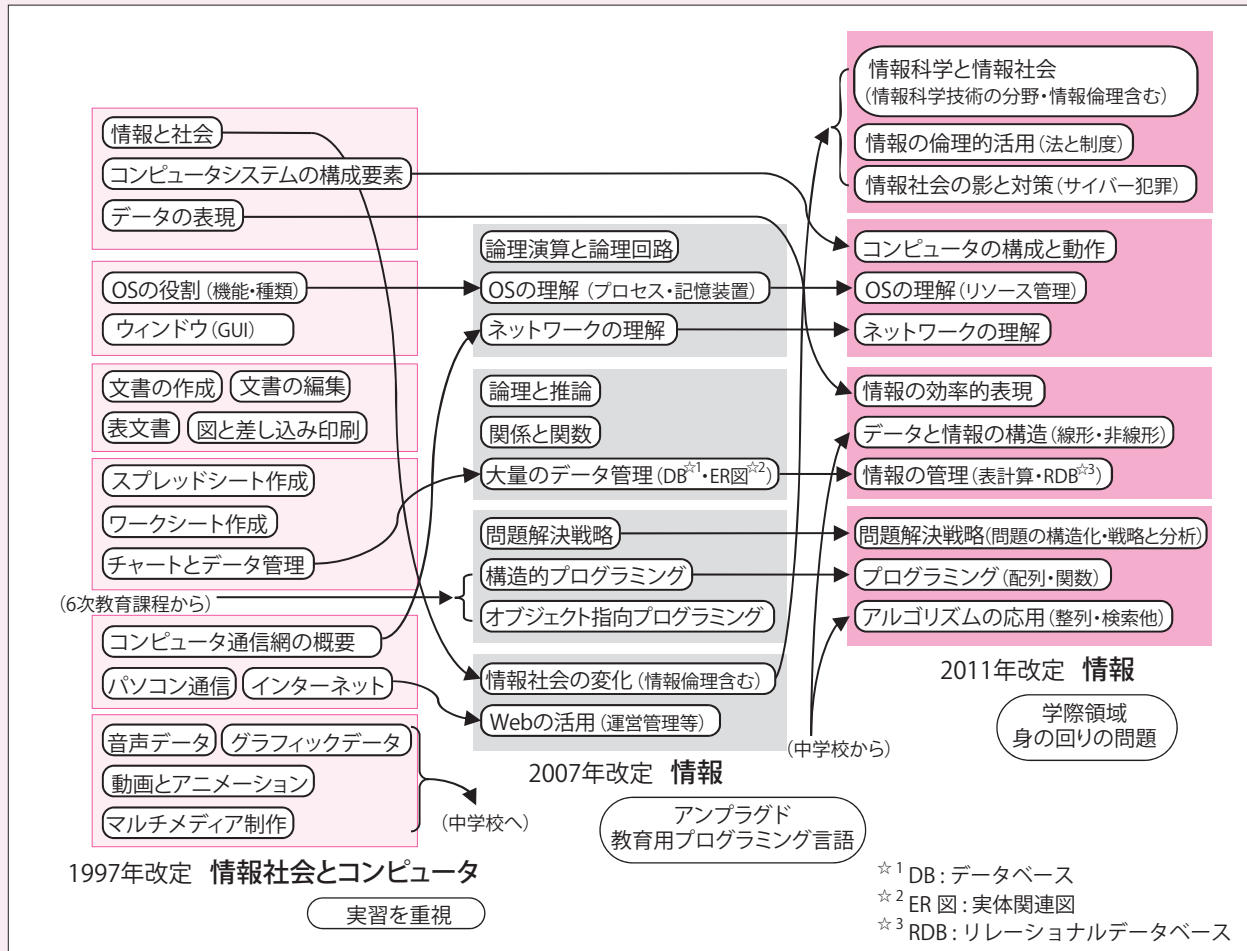 情報と社会
コンピュータシステムの構成要素
データの表現
OSの役割(機能・種類)
ウィンドウ(GUI)
文書の作成 文書の編集
表文書 図と差し込み印刷
スプレッドシート作成
ワークシート作成
チャートとデータ管理
(6次教育課程から)
コンピュータ通信網の概要
パソコン通信 インターネット
音声データ グラフィックデータ
動画とアニメーション
マルチメディア制作
(中学校へ)
1997年改定 情報社会とコンピュータ
実習を重視
論理演算と論理回路
OSの理解(プロセス・記憶装置)
ネットワークの理解
論理と推論
関係と関数
大量のデータ管理(DB☆1・ER図☆2)
問題解決戦略
構造的プログラミング
オブジェクト指向プログラミング
情報社会の変化(情報倫理含む)
Webの活用(運営管理等)
2007年改定 情報
アンプラグド
教育用プログラミング言語
情報科学と情報社会
(情報科学技術の分野・情報倫理含む)
情報の倫理的活用(法と制度)
情報社会の影と対策(サイバー犯罪)
コンピュータの構成と動作
OSの理解(リソース管理)
ネットワークの理解
情報の効率的表現
データと情報の構造(線形・非線形)
情報の管理(表計算・RDB☆3)
問題解決戦略(問題の構造化・戦略と分析)
プログラミング(配列・関数)
アルゴリズムの応用(整列・検索他)
(中学校から)
2011年改定 情報
学際領域
身の回りの問題
☆1 DB:データベース
☆2 ER図:実体関連図
☆3 RDB:リレーショナルデータベース